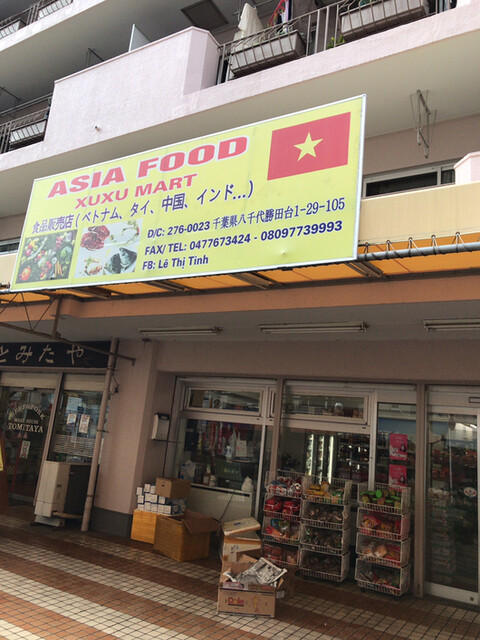 ASIA FOOD
XUXU MART
食品販売店(ベトナム、タイ、中国、インド...)
D/C: 276-0023 千葉県八千代勝田台1-29-105
FAX/ TEL: 0477673424 - 08097739993
FB: Lê Thị Tình
とみたや
TOMITAYA